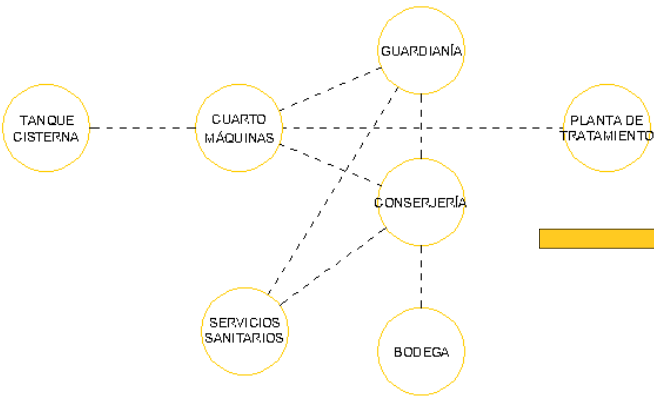 GUARDIANÍA
TANQUE
CISTERNA
CUARTO
MÁQUINAS
PLANTA DE
TRATAMIENTO
CONSERJERÍA
SERVICIOS
SANITARIOS
BODEGA